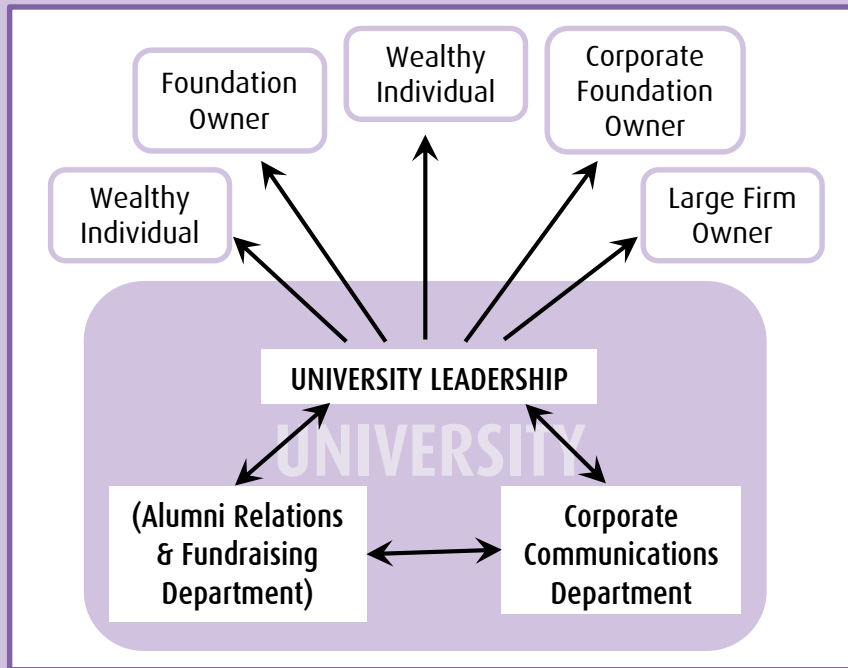 Wealthy
Individual
Foundation
Owner
Wealthy
Individual
Corporate
Foundation
Owner
Large Firm
Owner
UNIVERSITY LEADERSHIP
UNIVERSITY
(Alumni Relations
& Fundraising
Department)
Corporate
Communications
Department